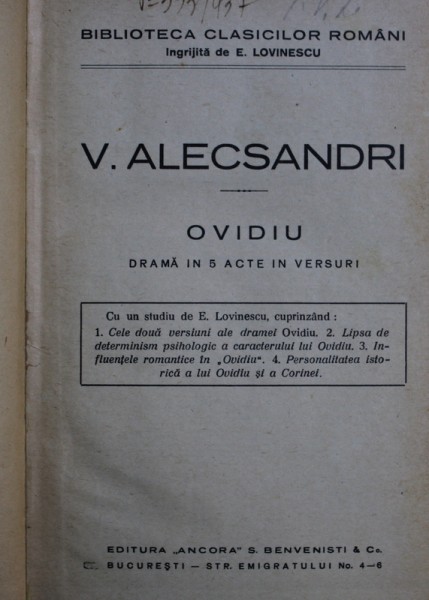 BIBLIOTECA CLASICILOR ROMÂNI
îngrijită de E. LOVINESCU
V. ALECSANDRI
OVIDIU
DRAMĂ IN 5 ACTE IN VERSURI
Cu un studiu de E. Lovinescu, cuprinzând :
1. Cele două versiuni ale dramei Ovidiu. 2. Lipsa de
determinism psihologic a caracterului lui Ovidiu. 3. In-
fluențele romantice în „Ovidiu“. 4. Personalitatea isto-
rică a lui Ovidiu și a Corinei.
EDITURA „ANCORA“ S. BENVENISTI & Co.
BUCUREȘTI — STR. EMIGRATULUI No. 4—6